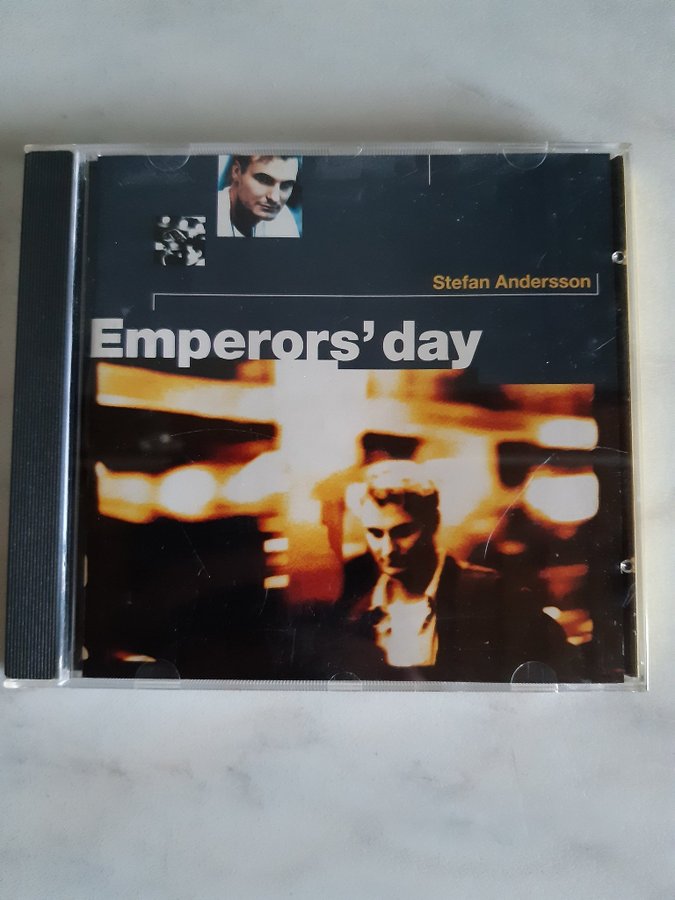 Stefan Andersson
Emperors’ day